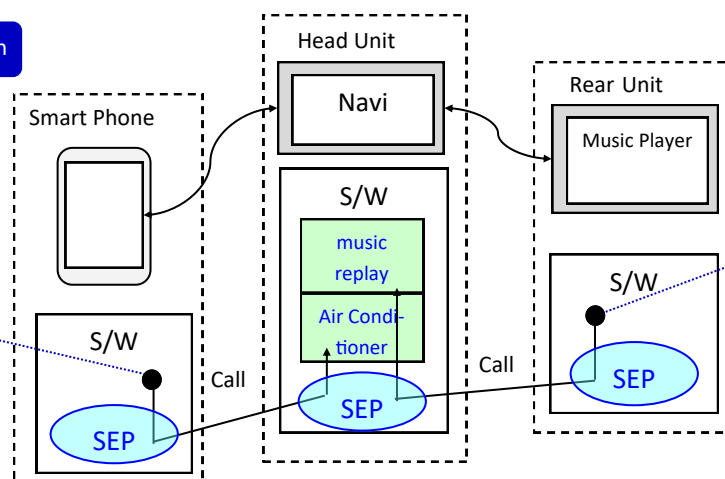 n
Head Unit
Rear Unit
Smart Phone
Navi
Music Player
S/W
music
replay
Air Condi-
tioner
SEP
S/W
SEP
S/W
SEP
Call
Call